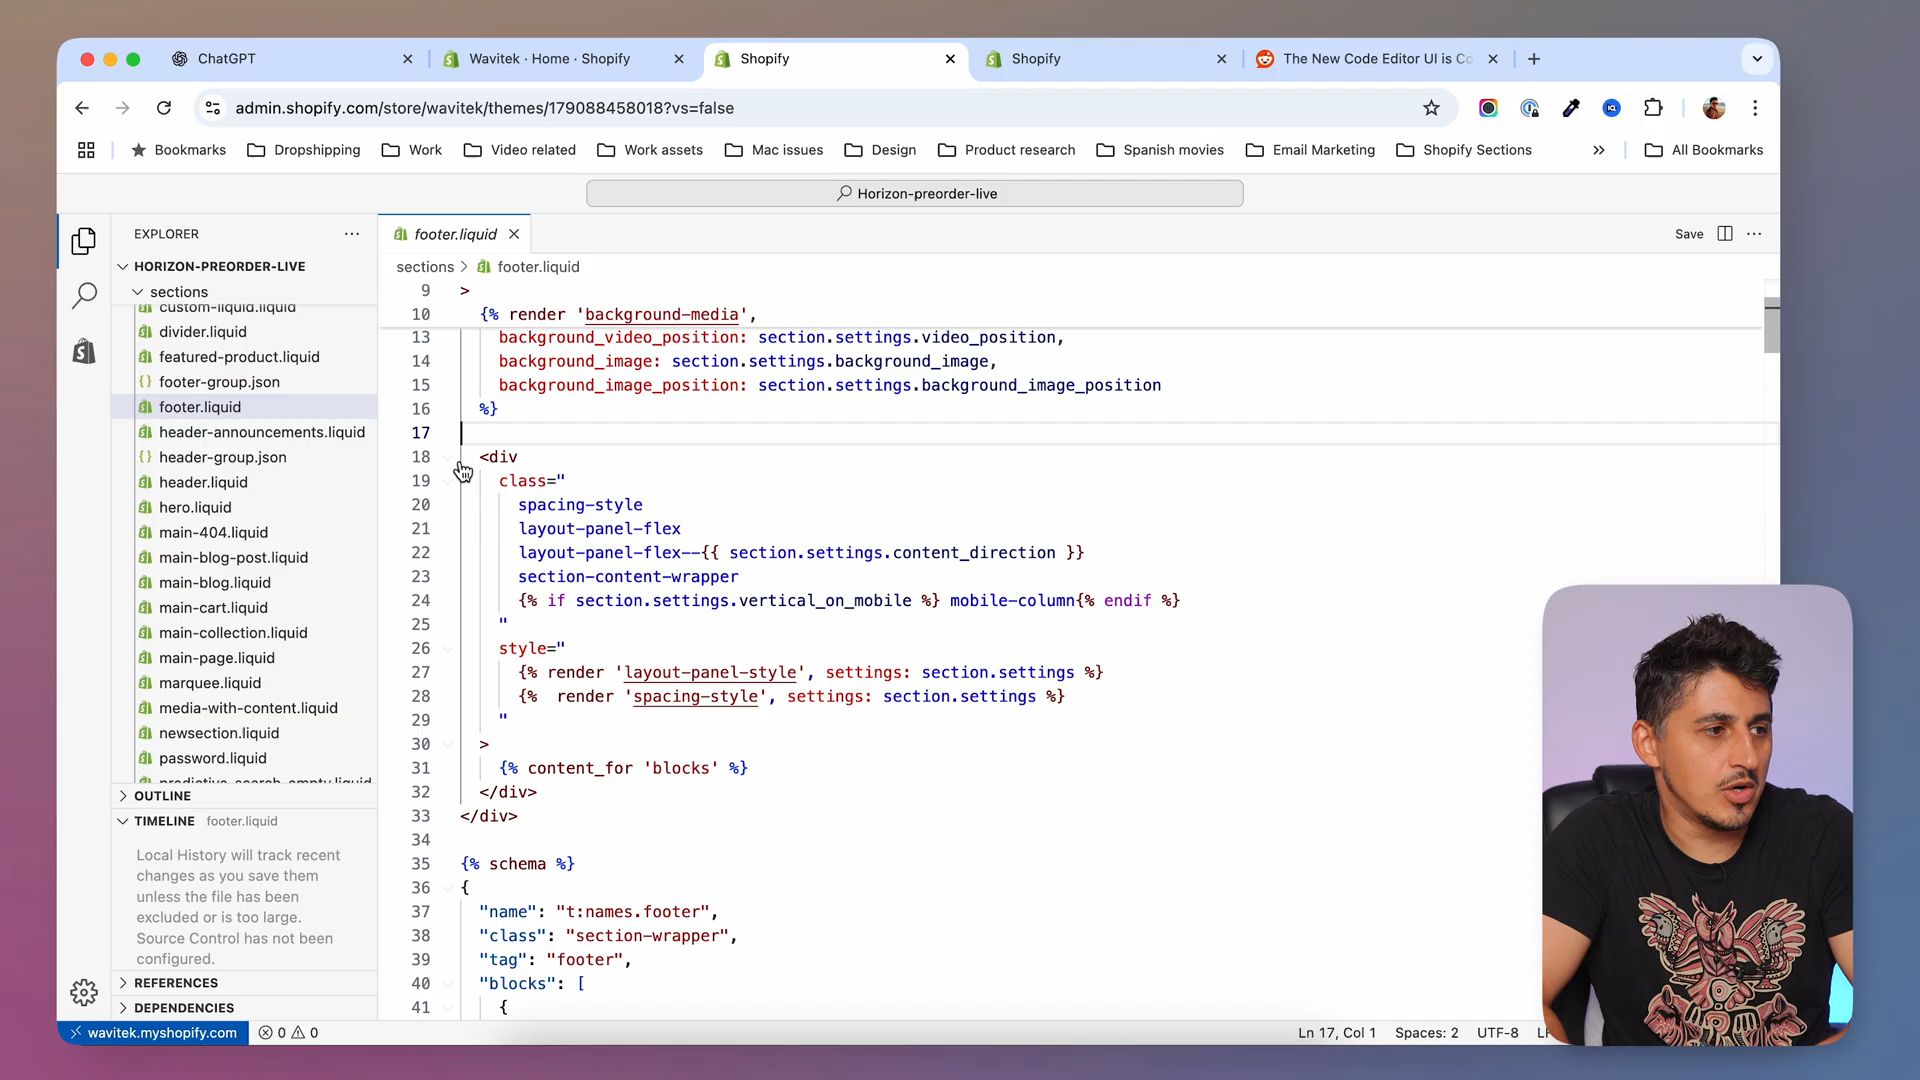 ChatGPT
Wavitek · Home · Shopify
Shopify
Shopify
The New Code Editor UI is Co
admin.shopify.com/store/wavitek/themes/179088458018?vs=false
Bookmarks
Dropshipping
Work
Video related
Work assets
Mac issues
Design
Product research
Spanish movies
Email Marketing
Shopify Sections
»
All Bookmarks
Horizon-preorder-live
EXPLORER
HORIZON-PREORDER-LIVE
sections
custom-liquid.liquid
divider.liquid
featured-product.liquid
footer-group.json
footer.liquid
header-announcements.liquid
header-group.json
header.liquid
hero.liquid
main-404.liquid
main-blog-post.liquid
main-blog.liquid
main-cart.liquid
main-collection.liquid
main-page.liquid
marquee.liquid
media-with-content.liquid
newsection.liquid
password.liquid
predictive-search-empty.liquid
OUTLINE
TIMELINE footer.liquid
Local History will track recent
changes as you save them
unless the file has been
excluded or is too large.
Source Control has not been
configured.
REFERENCES
DEPENDENCIES
footer.liquid
Save
sections > footer.liquid
9 >
10 {% render 'background-media',
13 background_video_position: section.settings.video_position,
14 background_image: section.settings.background_image,
15 background_image_position: section.settings.background_image_position
16 %}
17
18 <div
19 class="
20 spacing-style
21 layout-panel-flex
22 layout-panel-flex--{{ section.settings.content_direction }}
23 section-content-wrapper
24 {% if section.settings.vertical_on_mobile %} mobile-column{% endif %}
25 "
26 style="
27 {% render 'layout-panel-style', settings: section.settings %}
28 {%  render 'spacing-style', settings: section.settings %}
29 "
30 >
31 {% content_for 'blocks' %}
32 </div>
33 </div>
34
35 {% schema %}
36 {
37 "name": "t:names.footer",
38 "class": "section-wrapper",
39 "tag": "footer",
40 "blocks": [
41 {
wavitek.myshopify.com
0 0
Ln 17, Col 1
Spaces: 2
UTF-8